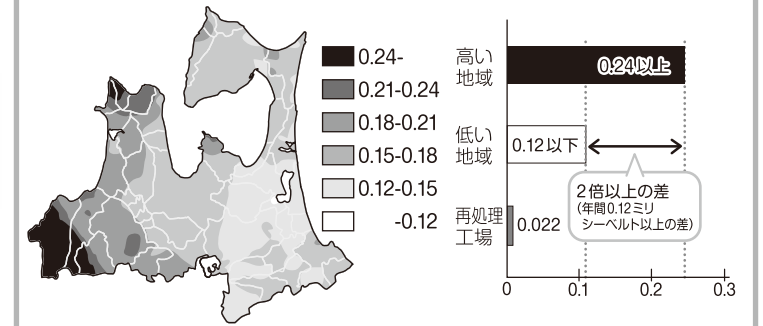 0.24-
0.21-0.24
0.18-0.21
0.15-0.18
0.12-0.15
-0.12
高い
地域
0.24以上
低い
地域
0.12以下
2倍以上の差
(年間0.12ミリ
シーベルト以上の差)
再処理
工場
0.022
0 0.1 0.2 0.3